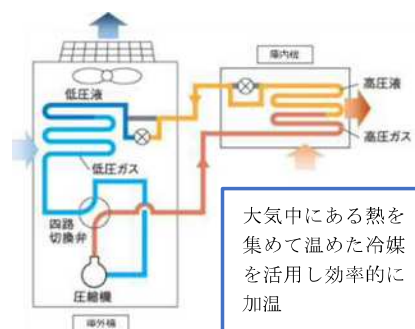 室内機
低圧液
高圧液
高圧ガス
低圧ガス
四路
切換弁
圧縮機
室外機
大気中にある熱を
集めて温めた冷媒
を活用し効率的に
加温